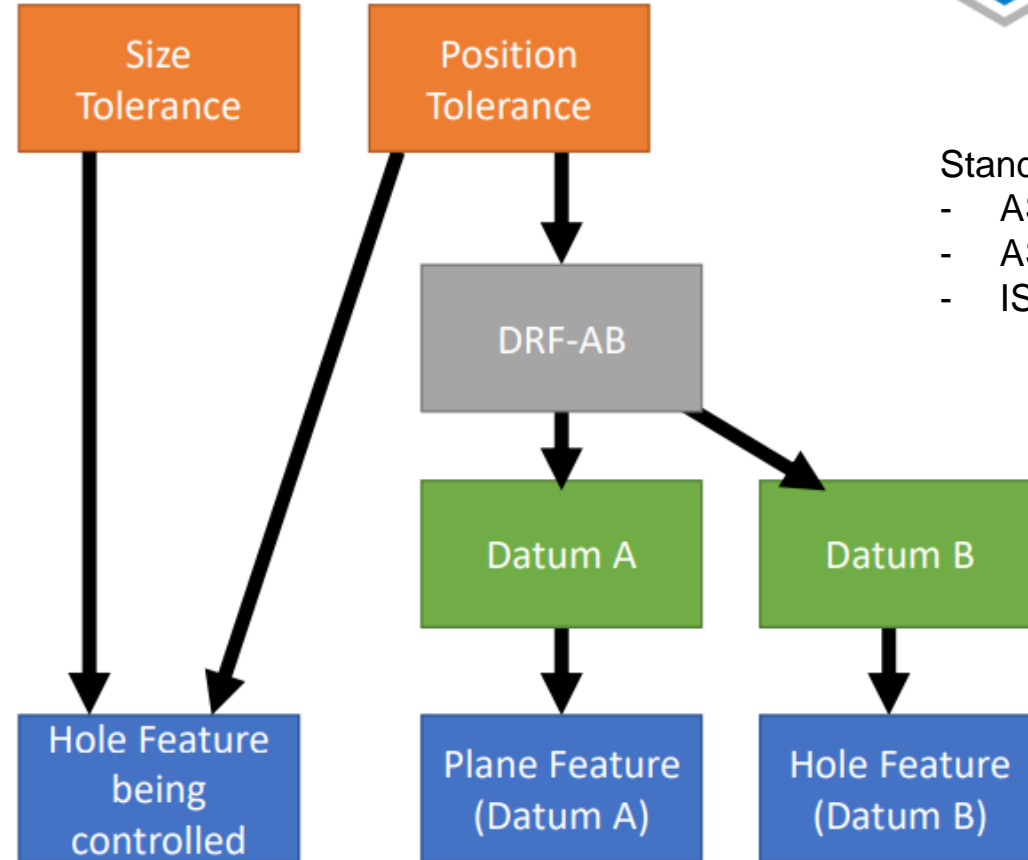 Size
Tolerance
Position
Tolerance
DRF-AB
Datum A
Datum B
Hole Feature
being
controlled
Plane Feature
(Datum A)
Hole Feature
(Datum B)
-
-
-